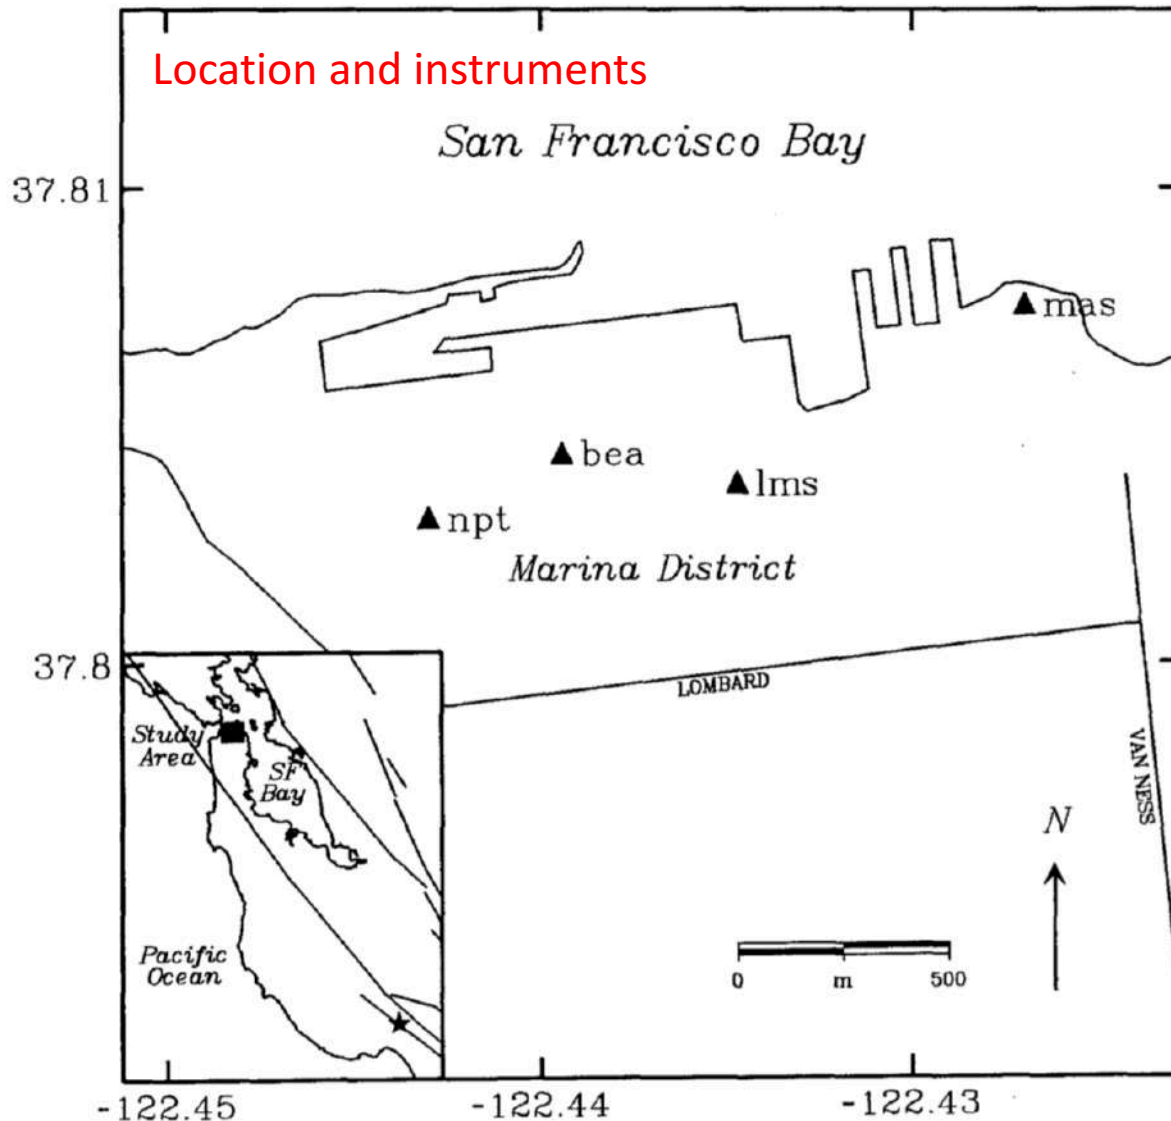 Location and instruments
San Francisco Bay
37.81
mas
bea
lms
npt
Marina District
37.8
LOMBARD
VAN NESS
Study
Area
SF
Bay
N
Pacific
Ocean
0 m 500
-122.45 -122.44 -122.43